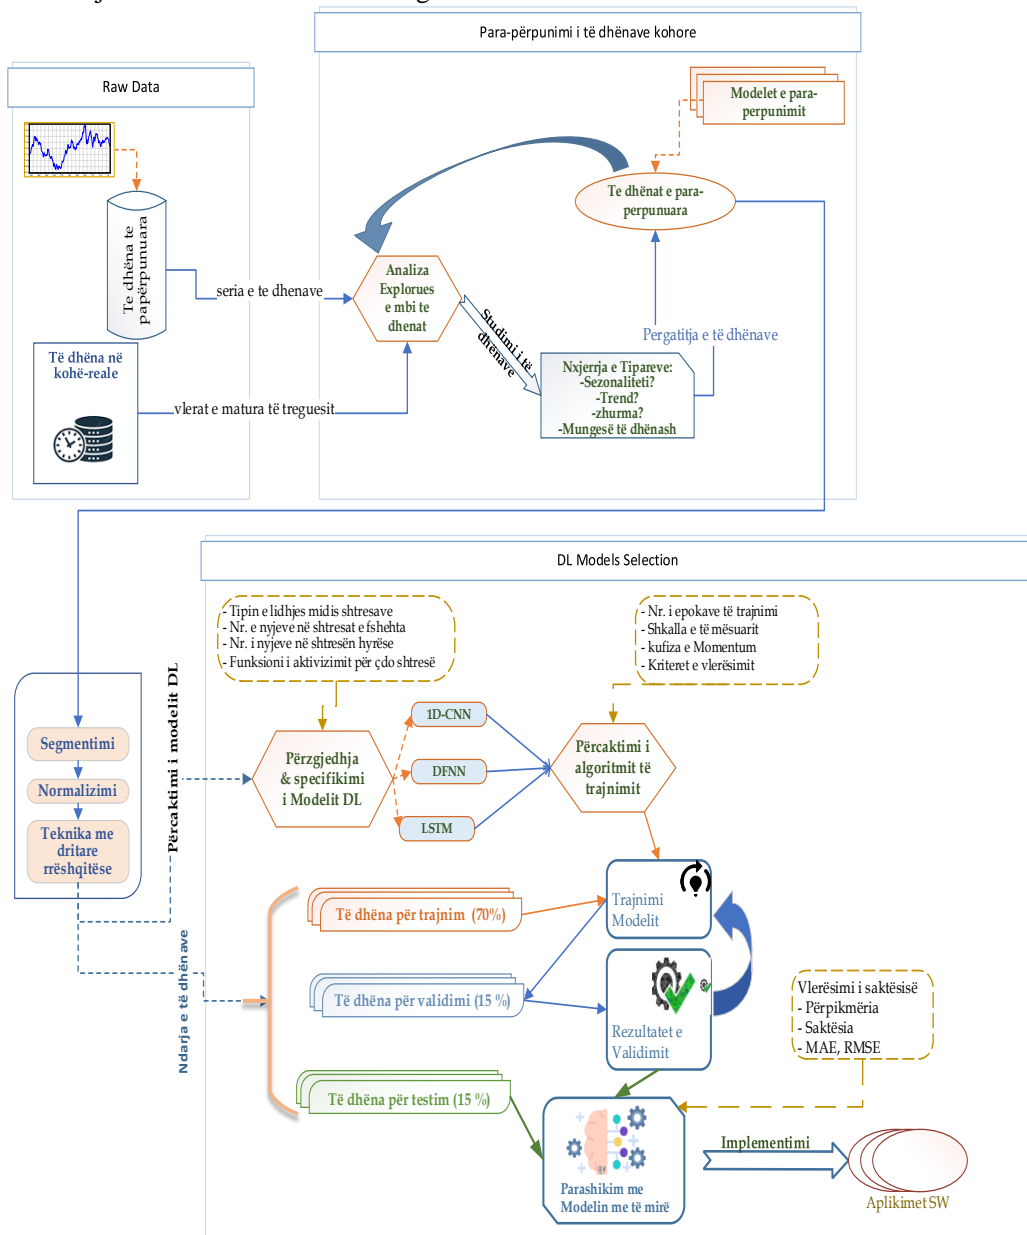 Para-përpunimi i të dhënave kohore
Raw Data
Modelet e para-
perpunimit
Te dhënat e para-
perpunuara
Te dhëna te
papërpunuara
Analiza
Explorues
e mbi te
dhenat
seria e te dhenave
Studimi i të
dhënave
Pergatitja e të dhënave
Të dhëna në
kohë-reale
Nxjerrja e Tipareve:
-Sezonaliteti?
-Trend?
-zhurma?
-Mungesë të dhënash
vlerat e matura të treguesit
DL Models Selection
- Tipin e lidhjes midis shtresave
- Nr. e nyjeve në shtresat e fshehta
- Nr. i nyjeve në shtresën hyrëse
- Funksioni i aktivizimit për çdo shtresë
- Nr. i epokave të trajnimi
- Shkalla e të mësuarit
- kufiza e Momentum
- Kriteret e vlerësimit
Përcaktimi i modelit DL
Segmentimi
Normalizimi
Teknika me
dritare
rrëshqitëse
Përzgjedhja
& specifikimi
i Modelit DL
1D-CNN
DFNN
LSTM
Përcaktimi i
algoritmit të
trajnimit
Trajnimi
Modelit
Të dhëna për trajnim (70%)
Ndarja e të dhënave
Të dhëna për validimi (15 %)
Rezultatet e
Validimit
Vlerësimi i saktësisë
- Përpikmëria
- Saktësia
- MAE, RMSE
Të dhëna për testim (15 %)
Parashikim me
Modelin me të mirë
Implementimi
Aplikimet SW